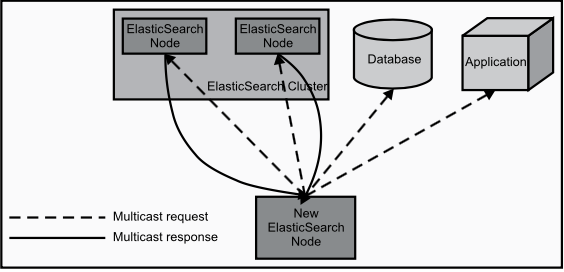 ElasticSearch
Node
ElasticSearch
Node
ElasticSearch Cluster
Database
Application
New
ElasticSearch
Node
Multicast request
Multicast response